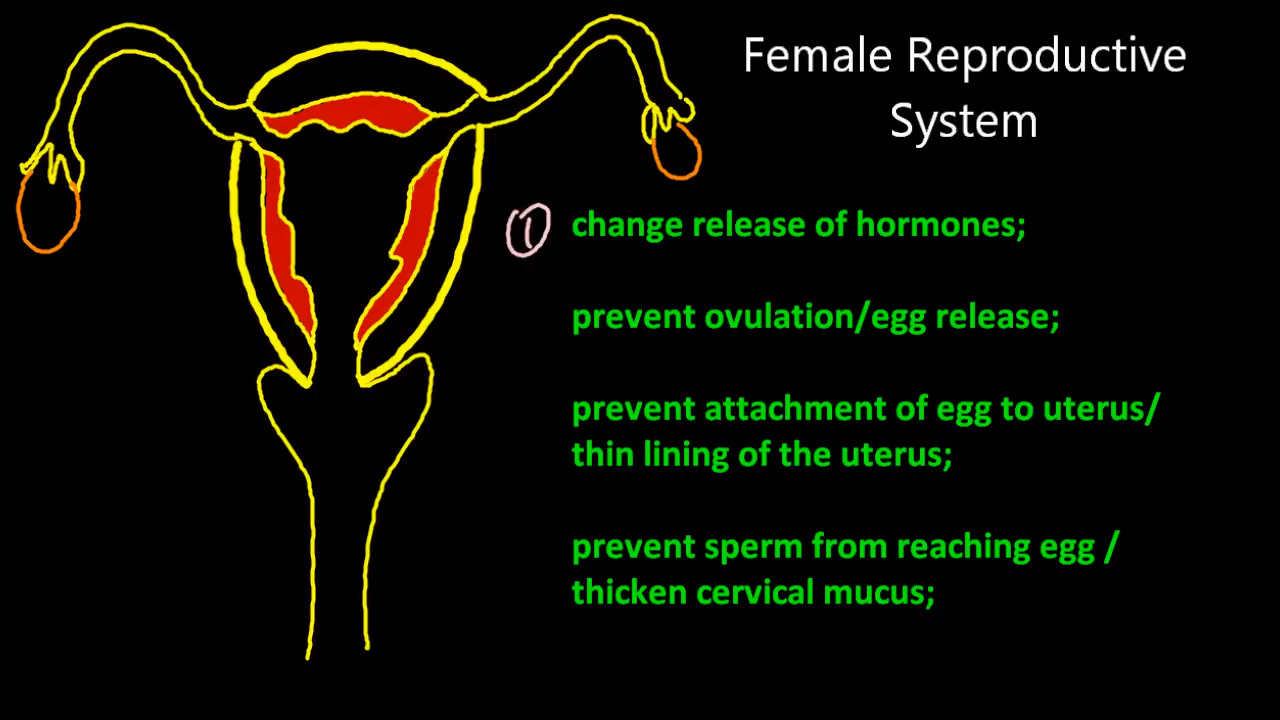 Female Reproductive
System
① change release of hormones;
prevent ovulation/egg release;
prevent attachment of egg to uterus/
thin lining of the uterus;
prevent sperm from reaching egg /
thicken cervical mucus;